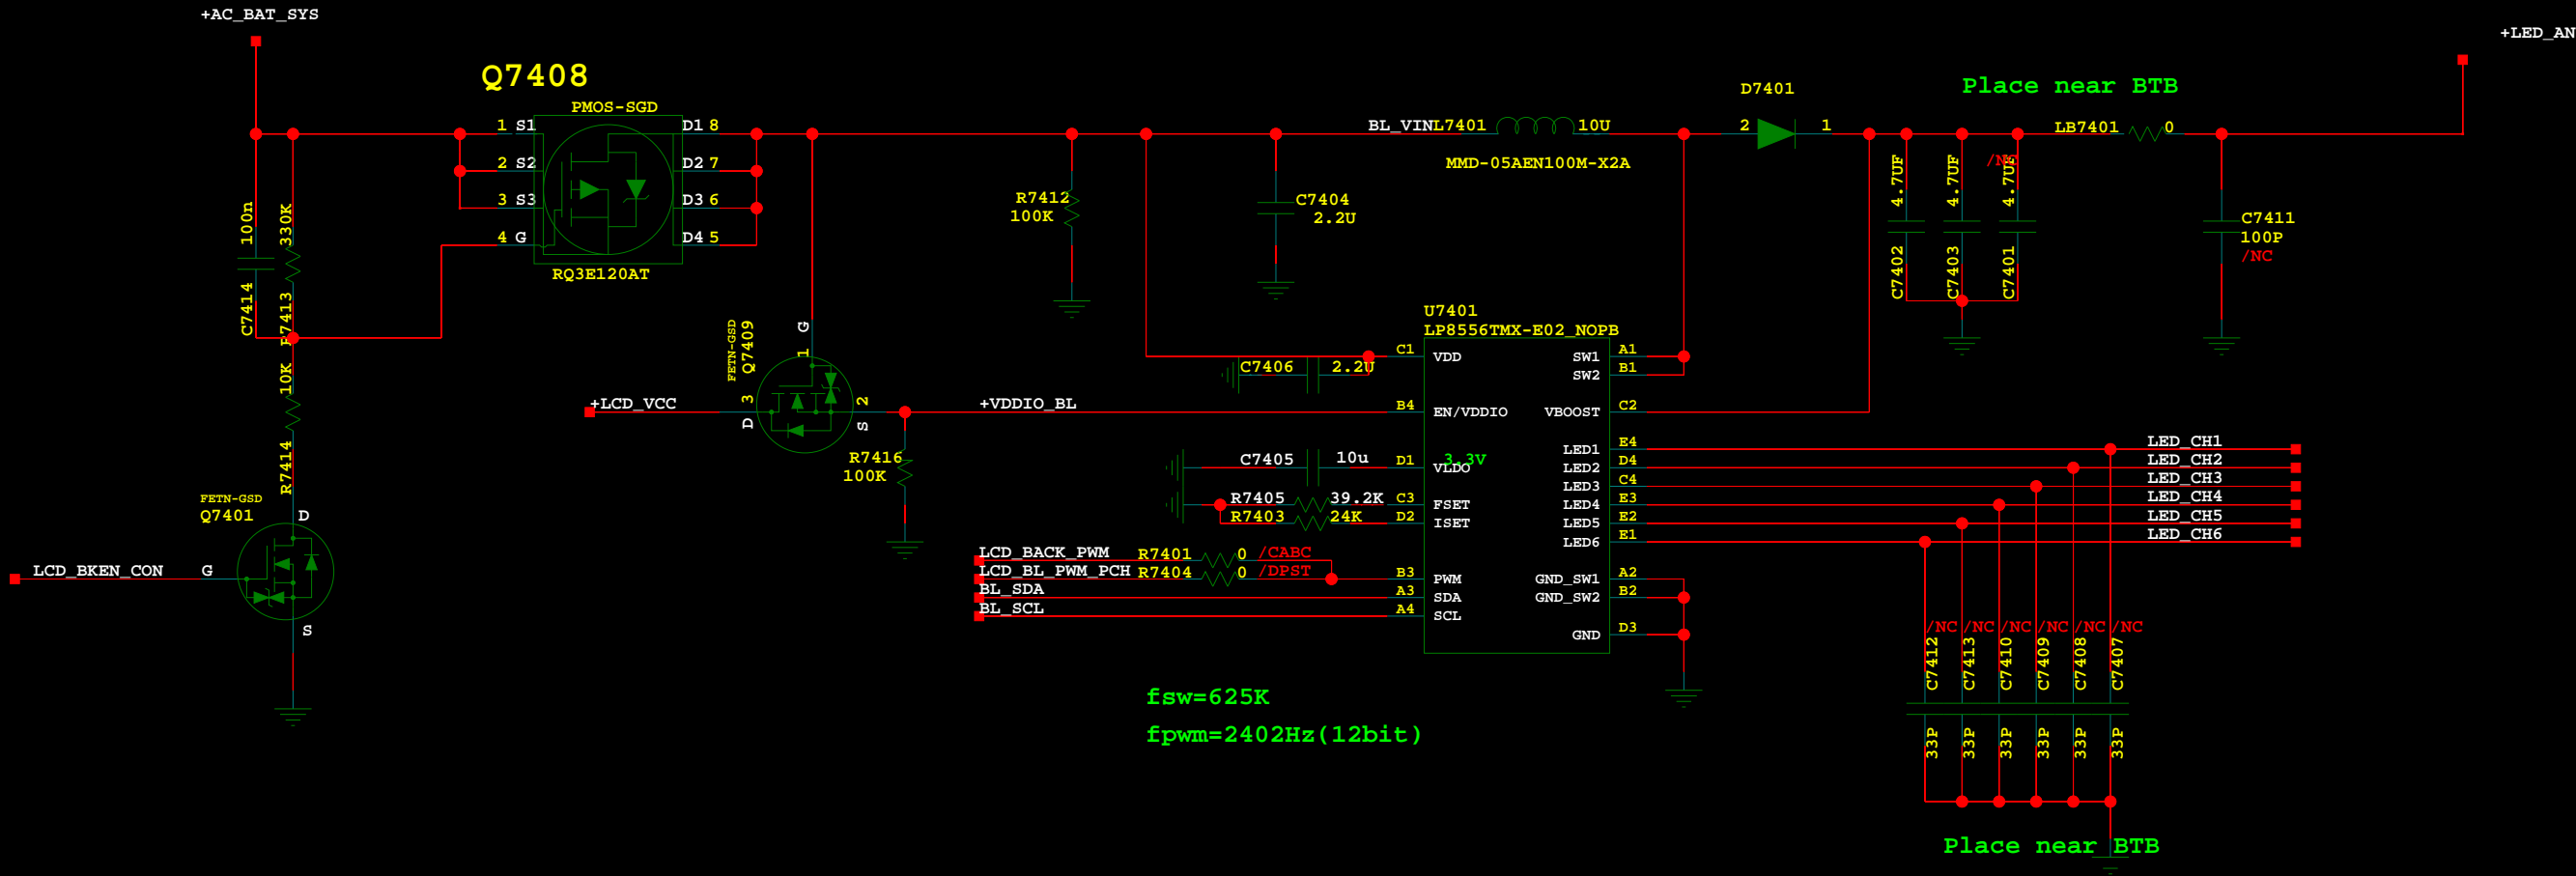 +AC_BAT_SYS
+LED_AN
Q7408
PMOS-SGD
1 S1
D1 8
2 S2
D2 7
3 S3
D3 6
4 G
D4 5
RQ3E120AT
100n
330K
C7414
R7413
10K
R7414
FETN-GSD
Q7401
D
G
S
LCD_BKEN_CON
FETN-GSD
Q7409
G
1
D
3
2
S
+LCD_VCC
+VDDIO_BL
R7416
100K
R7412
100K
C7404
2.2U
BL_VIN
L7401
10U
MMD-05AEN100M-X2A
D7401
2
1
Place near BTB
4.7UF
4.7UF
4.7UF
/NC
C7402
C7403
C7401
LB7401
0
C7411
100P
/NC
U7401
LP8556TMX-E02_NOPB
C7406
2.2U
C1
VDD
SW1
A1
SW2
B1
B4
EN/VDDIO
VBOOST
C2
C7405
10u
D1
VLDO
3.3V
R7405
39.2K
C3
FSET
R7403
24K
D2
ISET
LED1
E4
LED_CH1
LED2
D4
LED_CH2
LED3
C4
LED_CH3
LED4
E3
LED_CH4
LED5
E2
LED_CH5
LED6
E1
LED_CH6
LCD_BACK_PWM
R7401
0
/CABC
LCD_BL_PWM_PCH
R7404
0
/DPST
BL_SDA
BL_SCL
B3
PWM
A3
SDA
A4
SCL
GND_SW1
A2
GND_SW2
B2
GND
D3
fsw=625K
fpwm=2402Hz(12bit)
/NC
/NC
/NC
/NC
/NC
/NC
C7412
C7413
C7410
C7409
C7408
C7407
33P
33P
33P
33P
33P
33P
Place near BTB